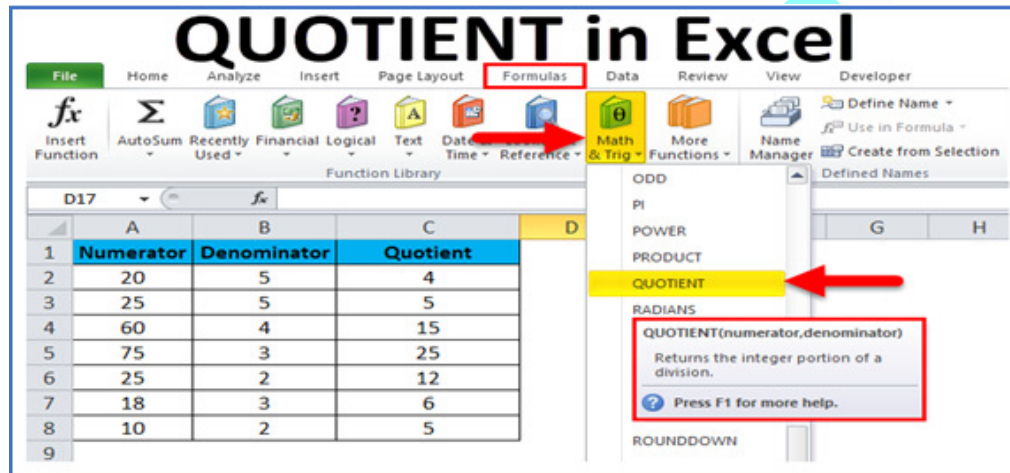 QUOTIENT in Excel
File Home Analyze Insert Page Layout Formulas Data Review View Developer
fx Insert Function
Σ AutoSum
Recently Used
Financial
? Logical
A Text
Time
Reference
θ Math & Trig
More Functions
Name Manager
Define Name
fx Use in Formula
Create from Selection
Function Library
Defined Names
D17 fx
A B C D G H
1 Numerator Denominator Quotient
2 20 5 4
3 25 5 5
4 60 4 15
5 75 3 25
6 25 2 12
7 18 3 6
8 10 2 5
9
ODD
PI
POWER
PRODUCT
QUOTIENT
RADIANS
QUOTIENT(numerator,denominator)
Returns the integer portion of a
division.
? Press F1 for more help.
ROUNDDOWN